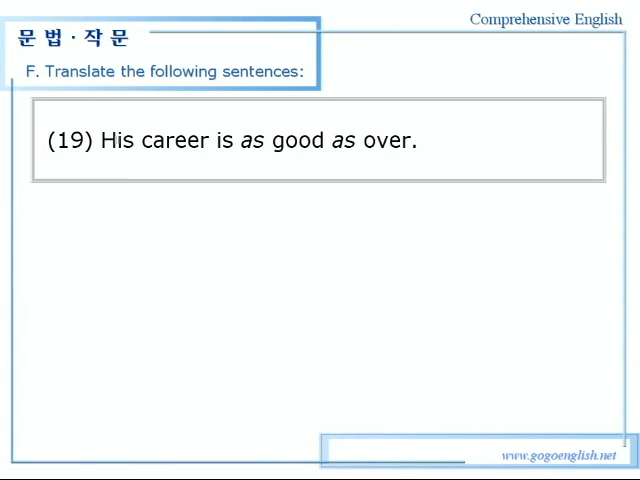 Comprehensive English
문 법 · 작 문
F. Translate the following sentences:
(19) His career is as good as over.
www.gogoenglish.net